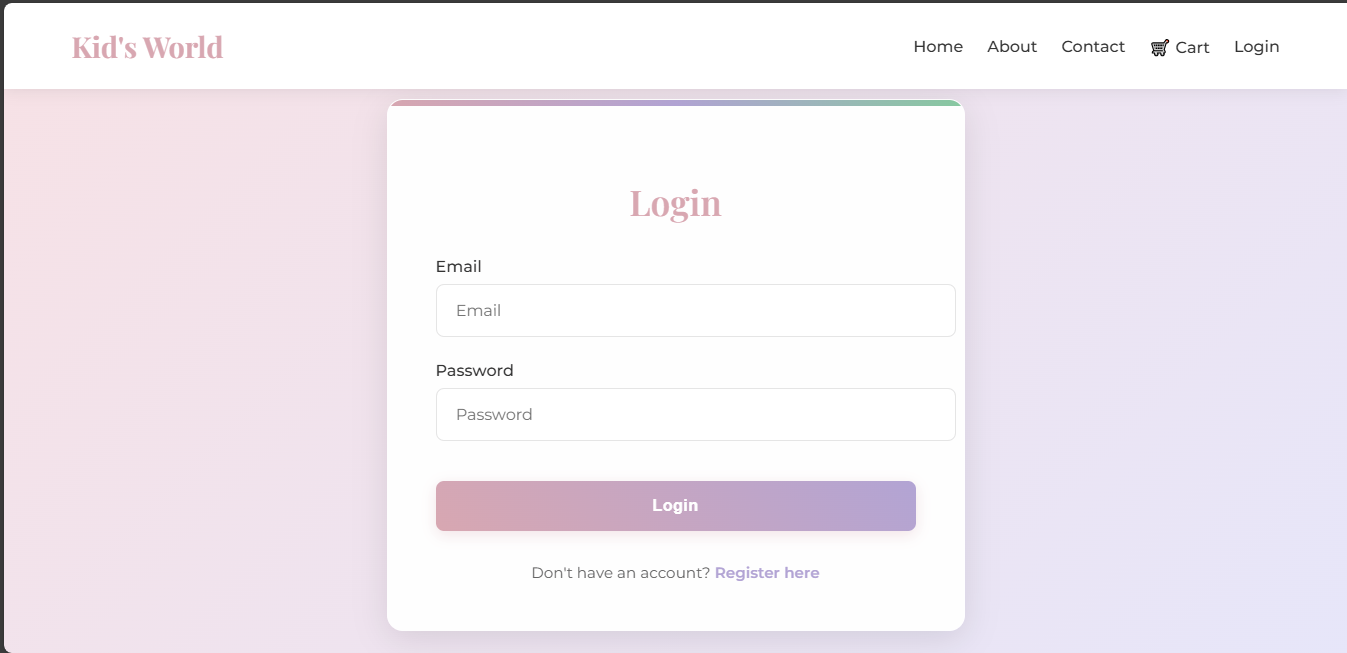 Kid's World
Home About Contact Cart Login
Login
Email
Email
Password
Password
Login
Don't have an account? Register here